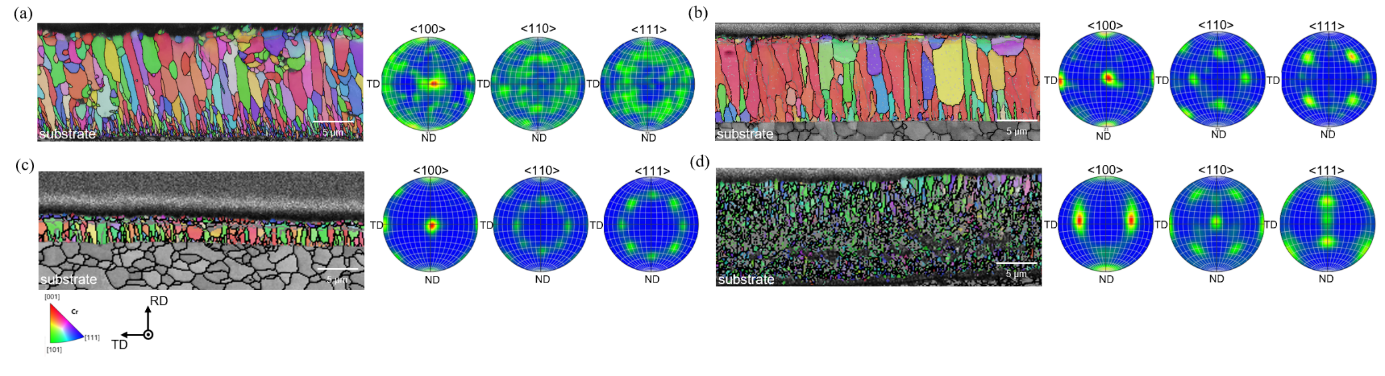 (a)
<100>
<110>
<111>
TD
TD
TD
substrate
5 μm
ND
ND
ND
(b)
<100>
<110>
<111>
TD
TD
TD
substrate
5 μm
ND
ND
ND
(c)
<100>
<110>
<111>
TD
TD
TD
substrate
5 μm
ND
ND
ND
(d)
<100>
<110>
<111>
TD
TD
TD
substrate
5 μm
ND
ND
ND
[001]
Cr
[111]
[101]
RD
TD